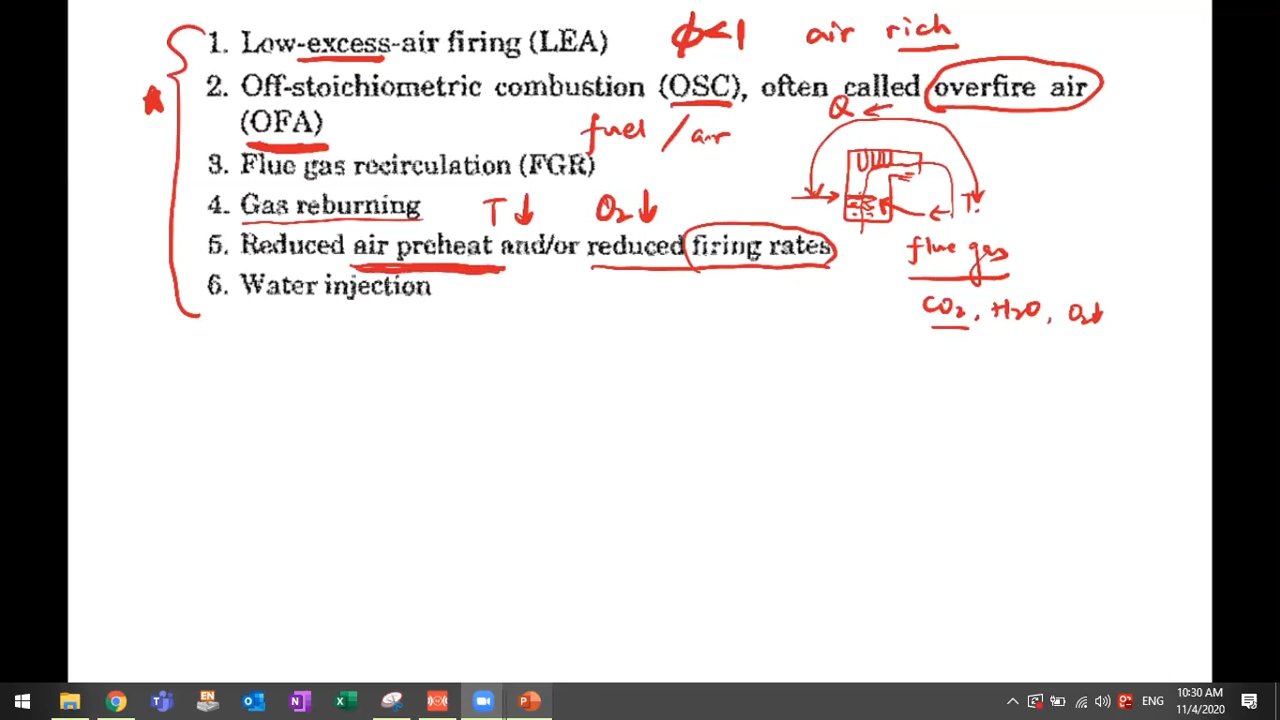 1. Low-excess-air firing (LEA) ϕ<1 air rich
2. Off-stoichiometric combustion (OSC), often called overfire air
(OFA) fuel / air Q
3. Flue gas recirculation (FGR)
4. Gas reburning T↓ O2↓
5. Reduced air preheat and/or reduced firing rates
flue gas
6. Water injection
CO2, H2O, O2↓
EN
ENG
10:30 AM
11/4/2020